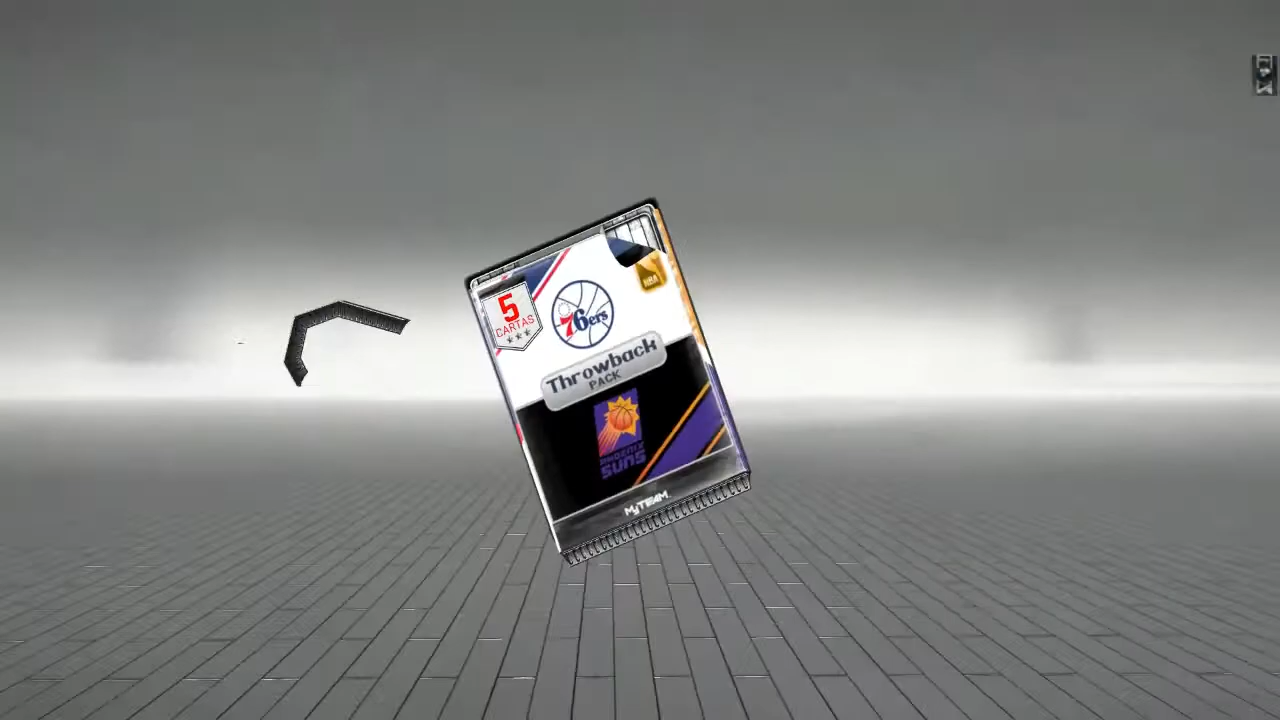 5
CARTAS
76ers
NBA
Throwback
PACK
PHOENIX
SUNS
MyTEAM